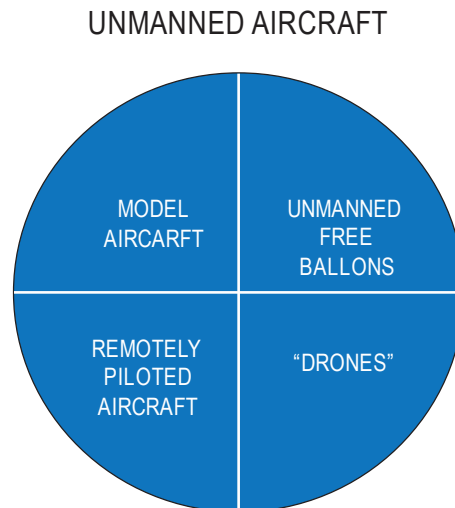 UNMANNED AIRCRAFT
MODEL
AIRCARFT
UNMANNED
FREE
BALLONS
REMOTELY
PILOTED
AIRCRAFT
“DRONES”